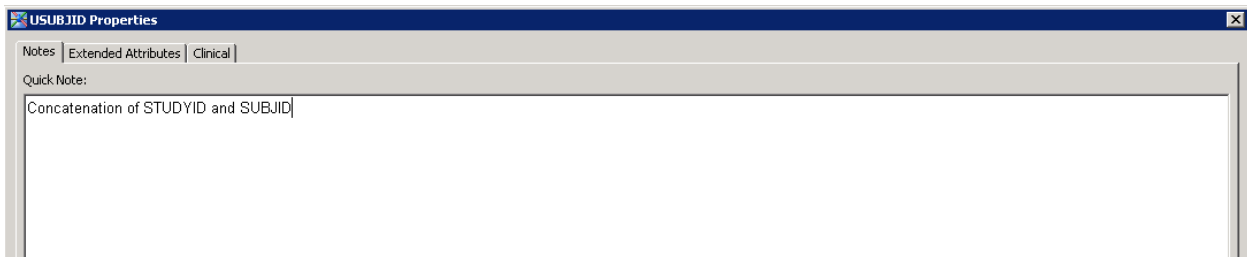 USUBJID Properties
Notes Extended Attributes Clinical
Quick Note:
Concatenation of STUDYID and SUBJID